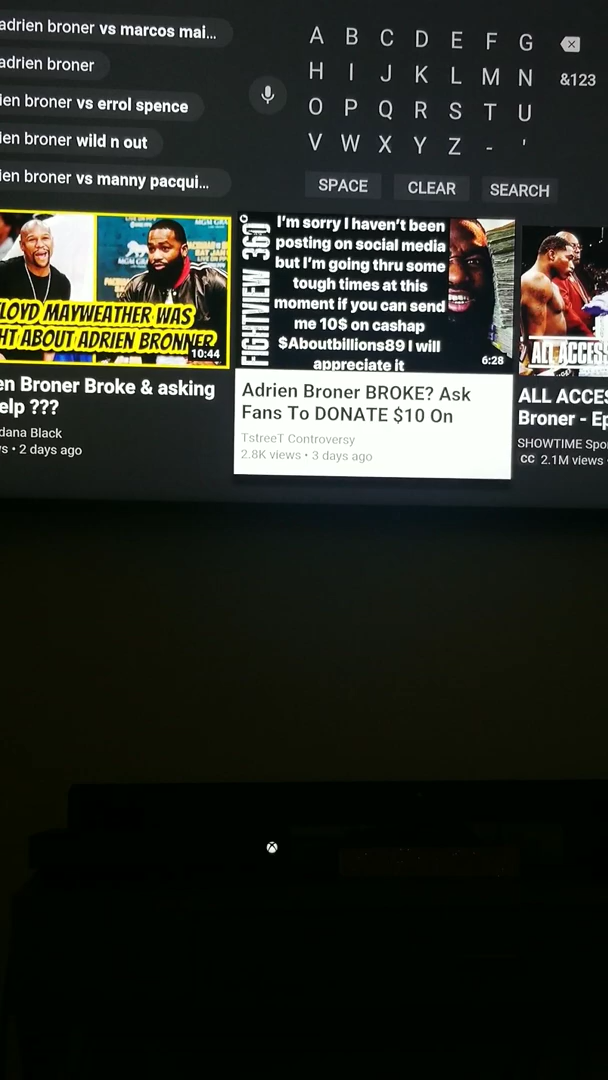 adrien broner vs marcos mai...
adrien broner
ien broner vs errol spence
ien broner wild n out
ien broner vs manny pacqui...
A B C D E F G
H I J K L M N &123
O P Q R S T U
V W X Y Z - '
SPACE CLEAR SEARCH
LOYD MAYWEATHER WAS
HT ABOUT ADRIEN BRONNER
10:44
en Broner Broke & asking
elp ???
dana Black
s • 2 days ago
FIGHTVIEW 360°
I'm sorry I haven't been
posting on social media
but I'm going thru some
tough times at this
moment if you can send
me 10$ on cashap
$Aboutbillions89 I will
appreciate it
6:28
Adrien Broner BROKE? Ask
Fans To DONATE $10 On
TstreeT Controversy
2.8K views • 3 days ago
ALL ACCESS
ALL ACCES
Broner - Ep
SHOWTIME Spo
CC 2.1M views •